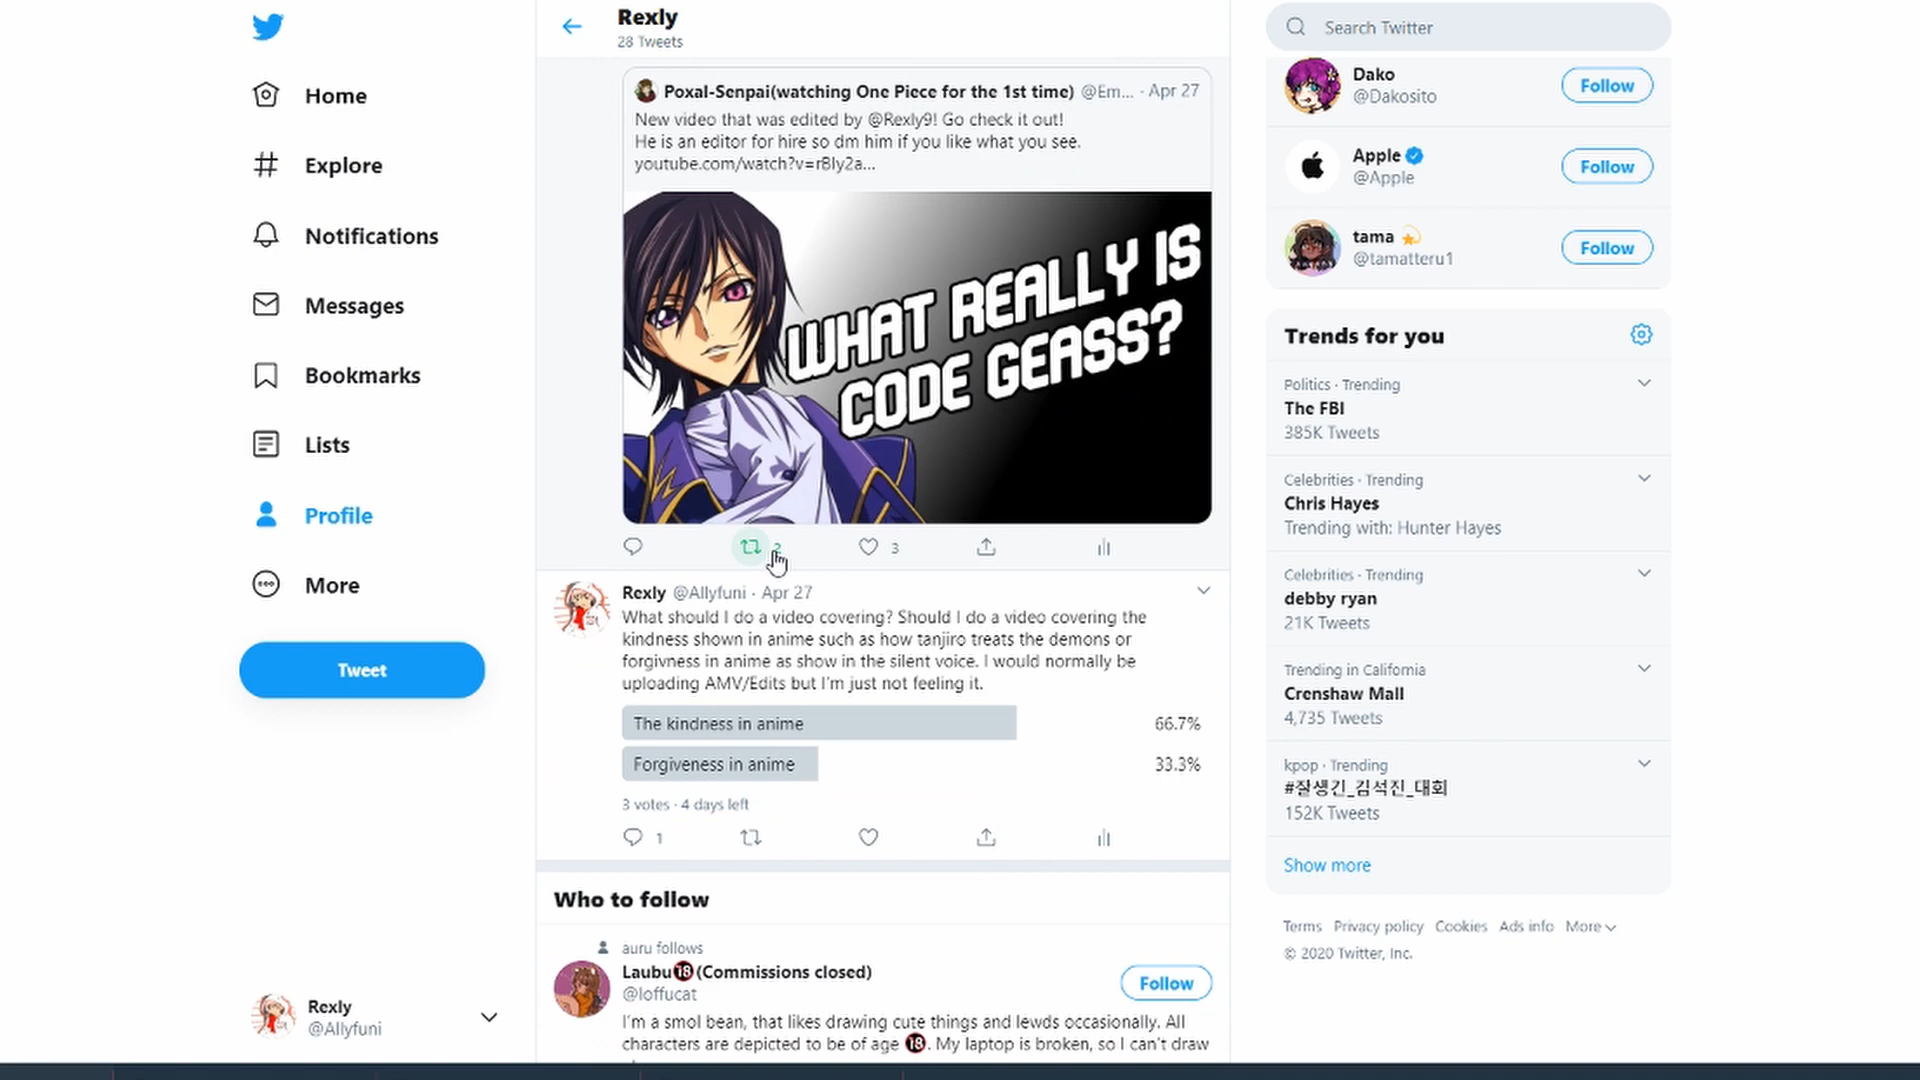 Home
Explore
Notifications
Messages
Bookmarks
Lists
Profile
More
Tweet
Rexly
@Allyfuni
Rexly
28 Tweets
Poxal-Senpai(watching One Piece for the 1st time) @Em... · Apr 27
New video that was edited by @Rexly9! Go check it out!
He is an editor for hire so dm him if you like what you see.
youtube.com/watch?v=r8Iy2a...
WHAT REALLY IS
CODE GEASS?
2
3
Rexly @Allyfuni · Apr 27
What should I do a video covering? Should I do a video covering the
kindness shown in anime such as how tanjiro treats the demons or
forgivness in anime as show in the silent voice. I would normally be
uploading AMV/Edits but I'm just not feeling it.
The kindness in anime 66.7%
Forgiveness in anime 33.3%
3 votes · 4 days left
1
Who to follow
auru follows
Laubu🔞(Commissions closed)
@loffucat
Follow
I'm a smol bean, that likes drawing cute things and lewds occasionally. All
characters are depicted to be of age 🔞. My laptop is broken, so I can't draw
Search Twitter
Dako
@Dakosito
Follow
Apple
@Apple
Follow
tama
@tamatteru1
Follow
Trends for you
Politics · Trending
The FBI
385K Tweets
Celebrities · Trending
Chris Hayes
Trending with: Hunter Hayes
Celebrities · Trending
debby ryan
21K Tweets
Trending in California
Crenshaw Mall
4,735 Tweets
kpop · Trending
#잘생긴_김석진_대회
152K Tweets
Show more
Terms Privacy policy Cookies Ads info More
© 2020 Twitter, Inc.